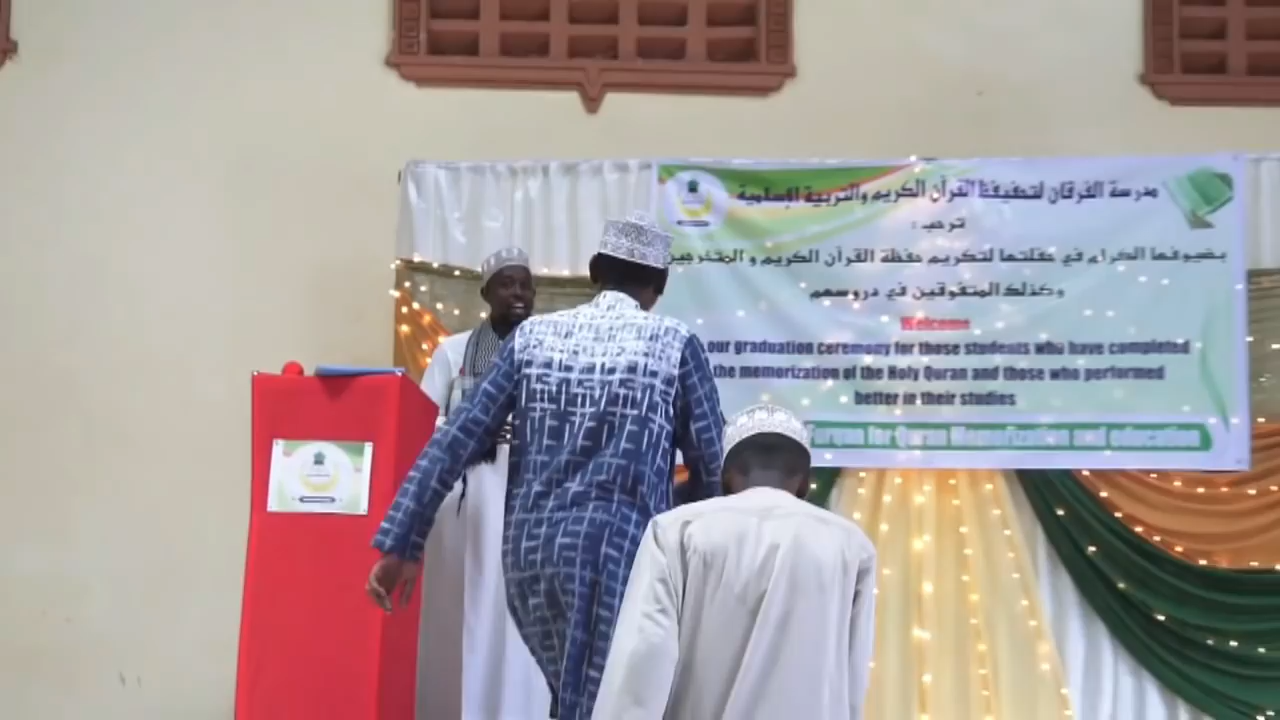 مدرسة الفرقان لتحفيظ القرآن الكريم والتربية الإسلامية
ترحب :
بضيوفها الكرام في حفلتها لتكريم حفظة القرآن الكريم و المتخرجين
وكذلك المتفوقين في دروسهم
Welcome
our graduation ceremony for those students who have completed
the memorization of the Holy Quran and those who performed
better in their studies
Furqan for Quran Memorization and education